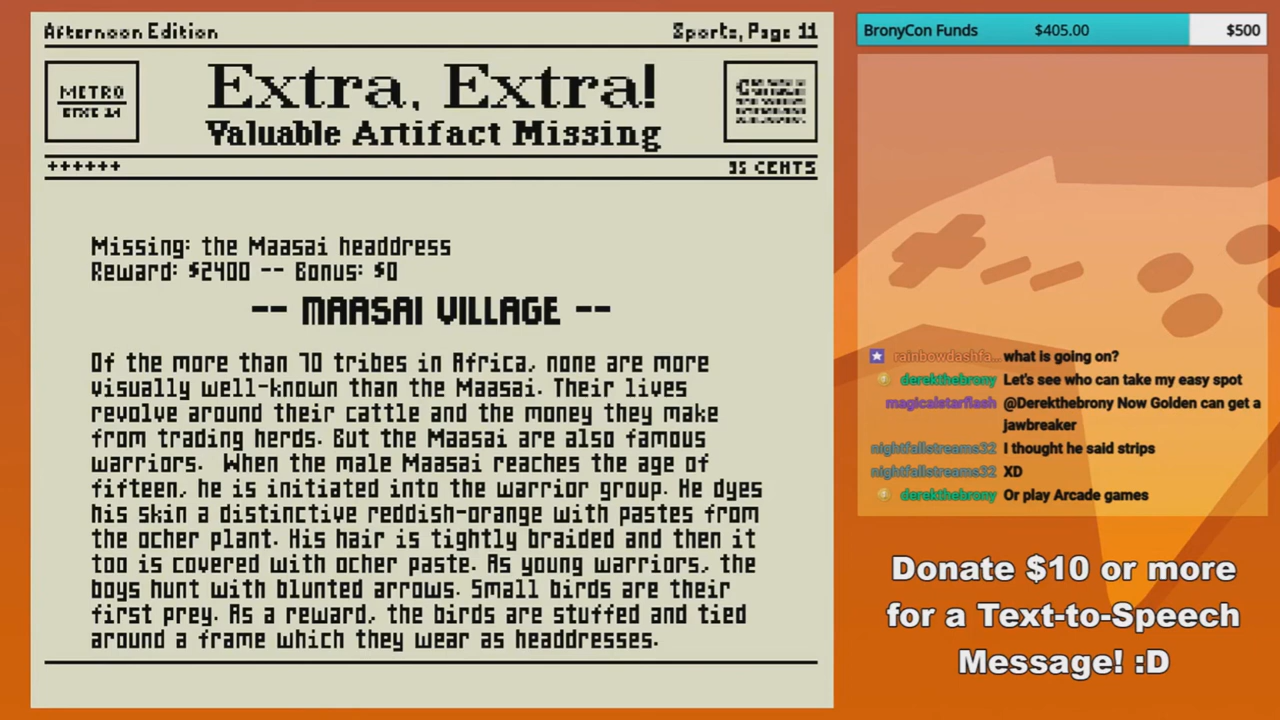 Afternoon Edition
Sports, Page 11
METRO
Extra, Extra!
Valuable Artifact Missing
++++++
35 CENTS
Missing: the Maasai headdress
Reward: $2400 -- Bonus: $0
-- MAASAI VILLAGE --
Of the more than 70 tribes in Africa, none are more
visually well-known than the Maasai. Their lives
revolve around their cattle and the money they make
from trading herds. But the Maasai are also famous
warriors. When the male Maasai reaches the age of
fifteen, he is initiated into the warrior group. He dyes
his skin a distinctive reddish-orange with pastes from
the ocher plant. His hair is tightly braided and then it
too is covered with ocher paste. As young warriors, the
boys hunt with blunted arrows. Small birds are their
first prey. As a reward, the birds are stuffed and tied
around a frame which they wear as headdresses.
BronyCon Funds $405.00 $500
rainbowdashfa... what is going on?
derekthebrony Let's see who can take my easy spot
magicalstarflash @Derekthebrony Now Golden can get a
jawbreaker
nightfallstreams32 I thought he said strips
nightfallstreams32 XD
derekthebrony Or play Arcade games
Donate $10 or more
for a Text-to-Speech
Message! :D